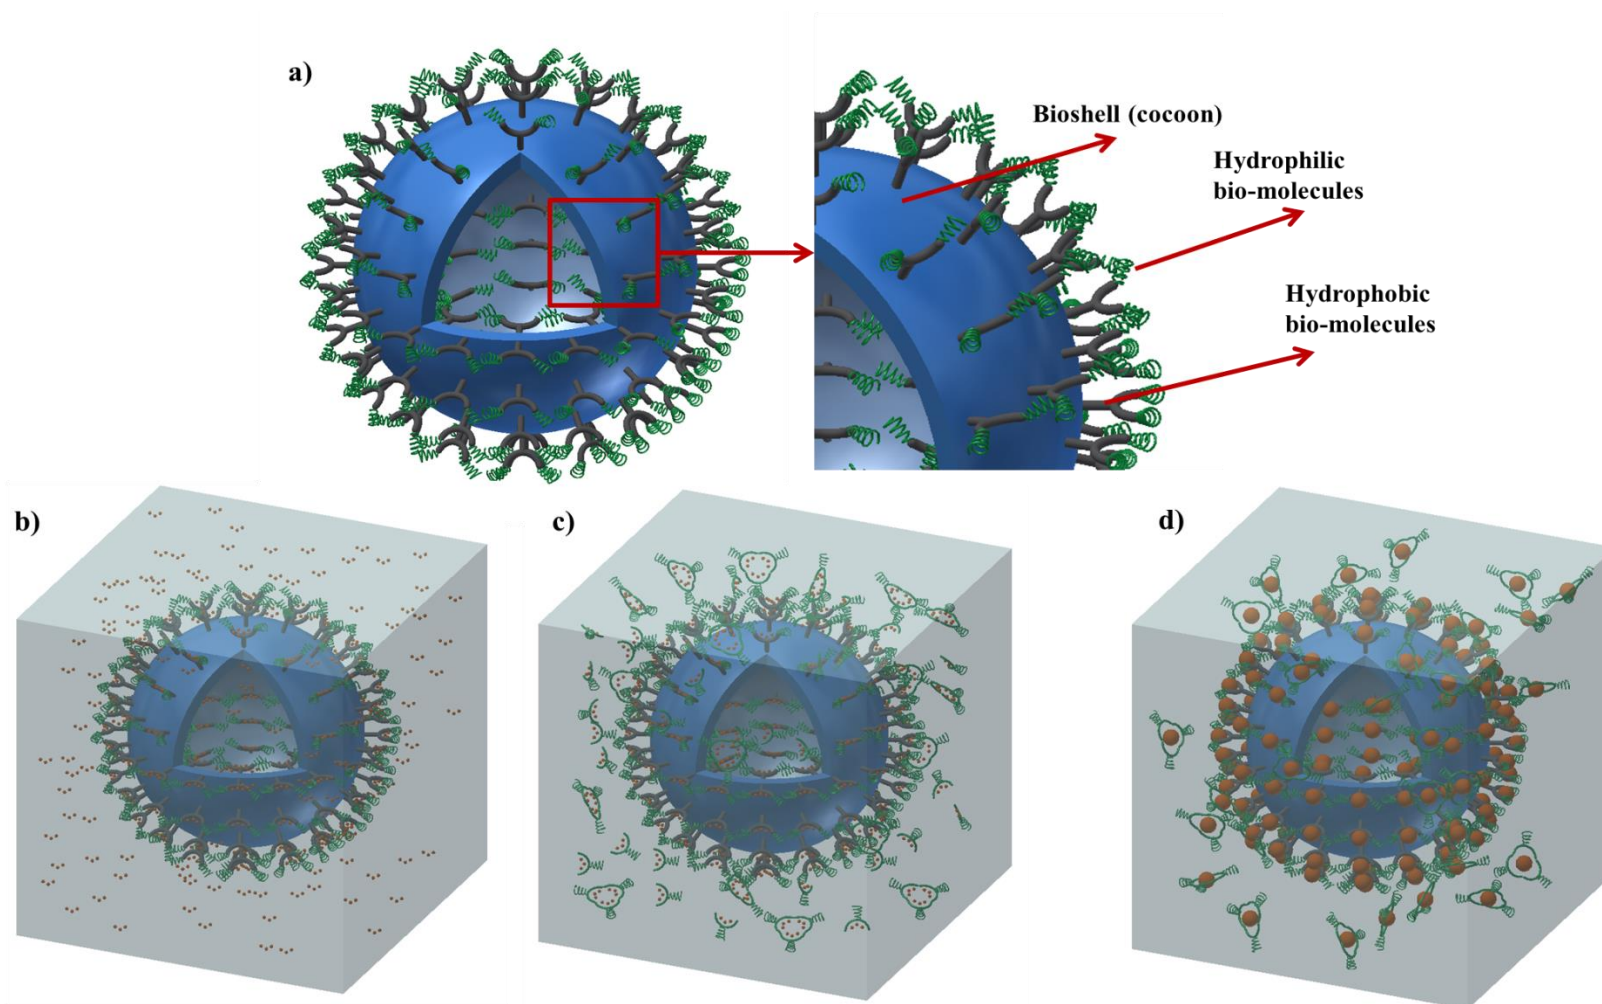 a)
Bioshell (cocoon)
Hydrophilic
bio-molecules
Hydrophobic
bio-molecules
b)
c)
d)